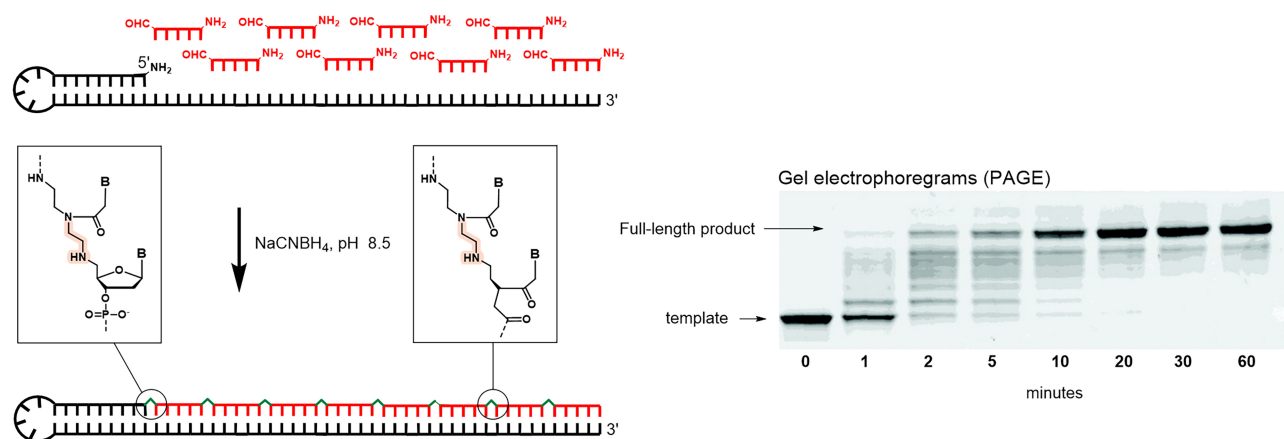 OHC NH₂ OHC NH₂ OHC NH₂ OHC NH₂
OHC NH₂ OHC NH₂ OHC NH₂ OHC NH₂
5' NH₂
3'
HN
B
N
O
HN
O
B
O
O=P-O⁻
O
NaCNBH₄, pH 8.5
HN
B
N
O
HN
B
O
O
3'
Gel electrophoregrams (PAGE)
Full-length product
template
0 1 2 5 10 20 30 60
minutes